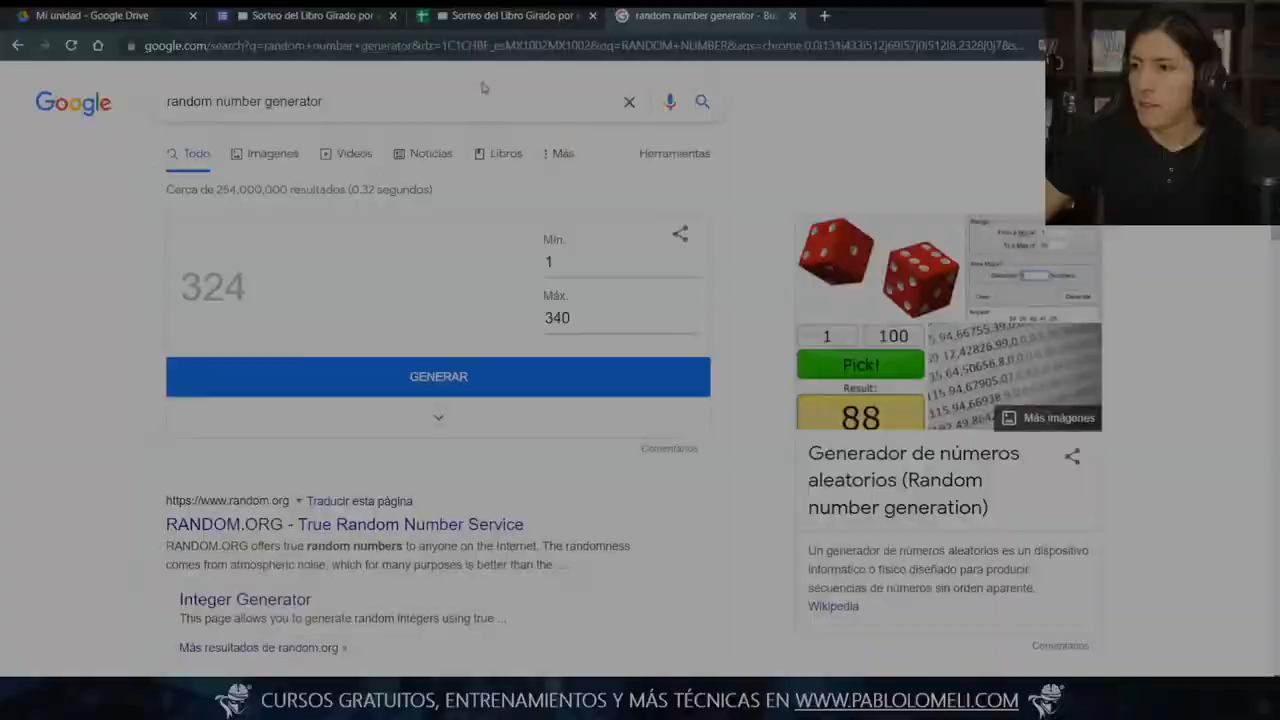 Mi unidad - Google Drive
Sorteo del Libro Girado por
Sorteo del Libro Girado por
random number generator - Bu
Google
random number generator
Todo
Imágenes
Videos
Noticias
Libros
Más
Herramientas
Cerca de 254,000,000 resultados (0.32 segundos)
324
Mín.
1
Máx.
340
GENERAR
Comentarios
https://www.random.org
Traducir esta página
RANDOM.ORG - True Random Number Service
RANDOM.ORG offers true random numbers to anyone on the Internet. The randomness
comes from atmospheric noise, which for many purposes is better than the ...
Integer Generator
This page allows you to generate random integers using true ...
Más resultados de random.org »
1
100
Pick!
Result:
88
Más imágenes
Generador de números
aleatorios (Random
number generation)
Un generador de números aleatorios es un dispositivo
informático o físico diseñado para producir
secuencias de números sin orden aparente.
Wikipedia
Comentarios
CURSOS GRATUITOS, ENTRENAMIENTOS Y MÁS TÉCNICAS EN WWW.PABLOLOMELI.COM